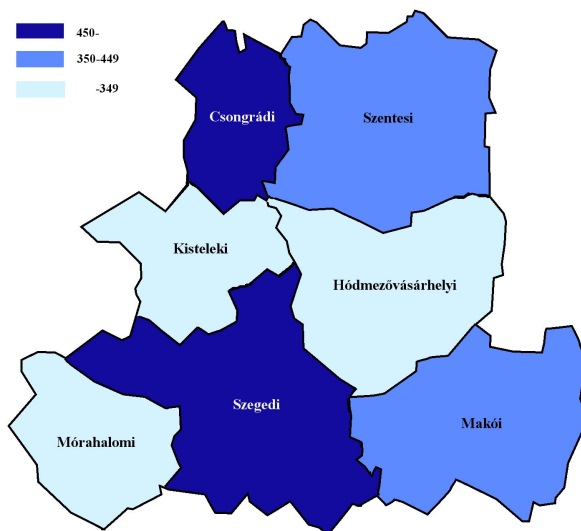 450-
350-449
-349
Csongrádi
Szentesi
Kisteleki
Hódmezővásárhelyi
Szegedi
Makói
Mórahalomi